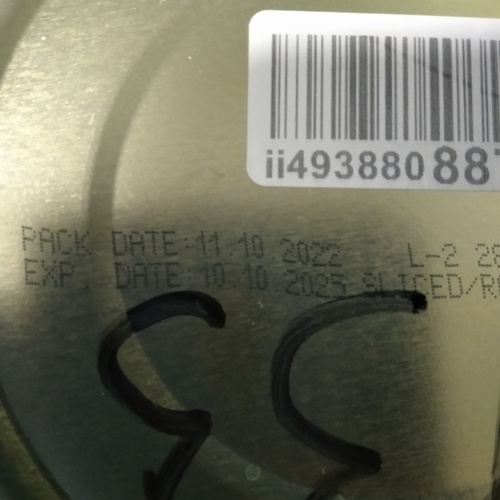 ii493880887
PACK DATE:11.10 2022 L-2 28
EXP. DATE:10.10.2025 SLICED/R